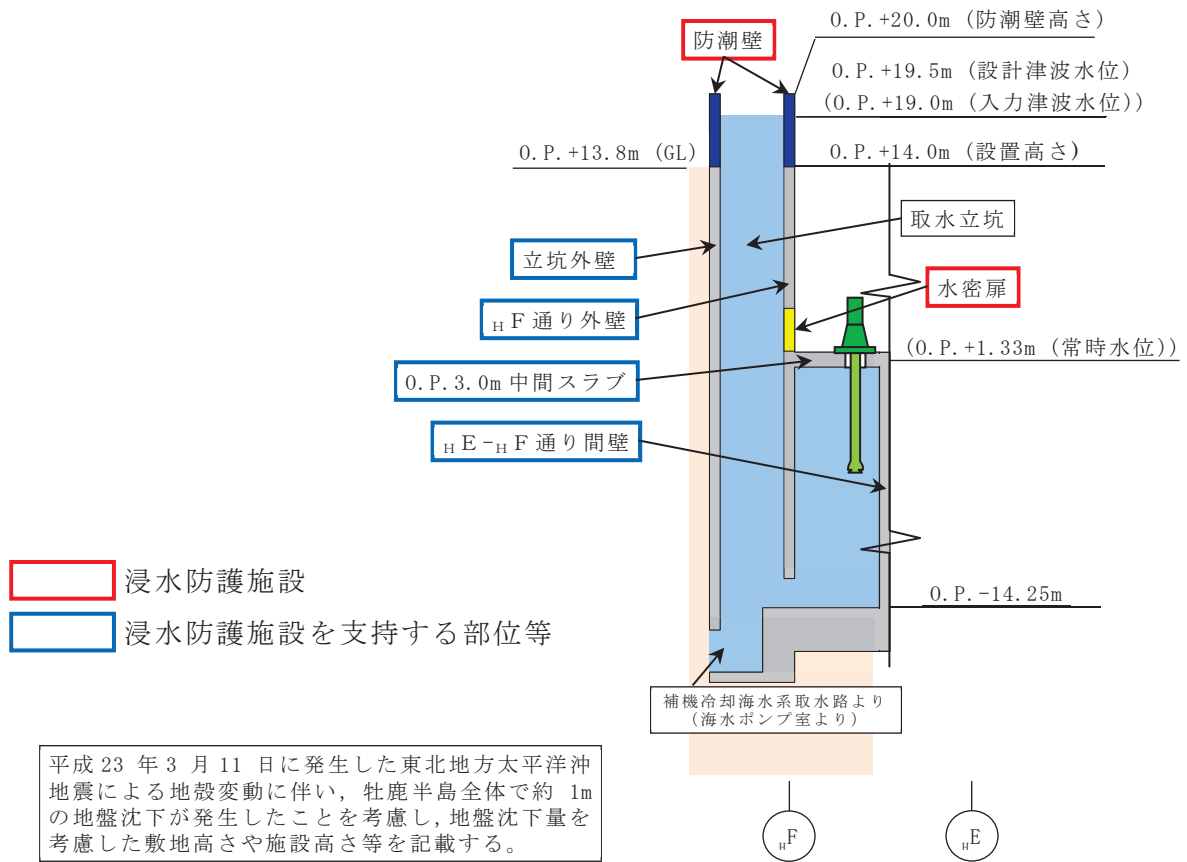 O.P.+20.0m (防潮壁高さ)
防潮壁
O.P.+19.5m (設計津波水位)
(O.P.+19.0m (入力津波水位))
O.P.+13.8m (GL)
O.P.+14.0m (設置高さ)
取水立坑
立坑外壁
水密扉
HF通り外壁
(O.P.+1.33m (常時水位))
O.P.3.0m中間スラブ
HE-HF通り間壁
浸水防護施設
O.P.-14.25m
浸水防護施設を支持する部位等
補機冷却海水系取水路より
(海水ポンプ室より)
平成23 年3 月11 日に発生した東北地方太平洋沖
地震による地殻変動に伴い, 牡鹿半島全体で約 1m
の地盤沈下が発生したことを考慮し,地盤沈下量を
考慮した敷地高さや施設高さ等を記載する。
HF
HE